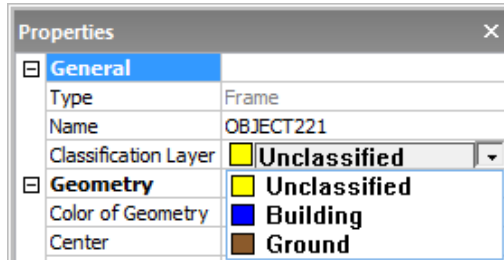 Properties
General
Type Frame
Name OBJECT221
Classification Layer Unclassified
Geometry Unclassified
Color of Geometry Building
Center Ground